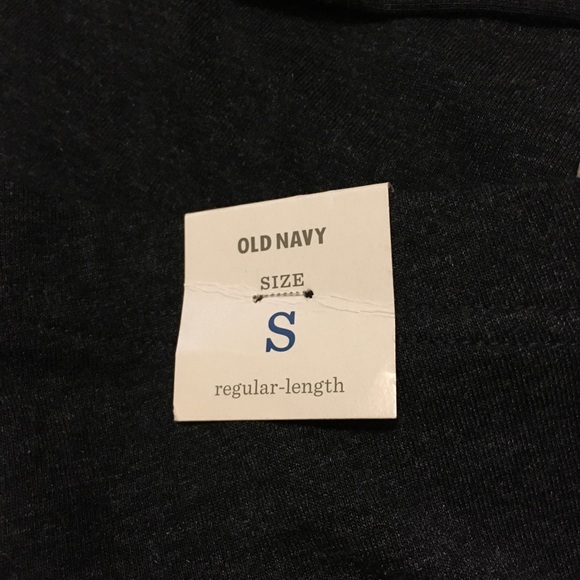 OLD NAVY
SIZE
S
regular-length